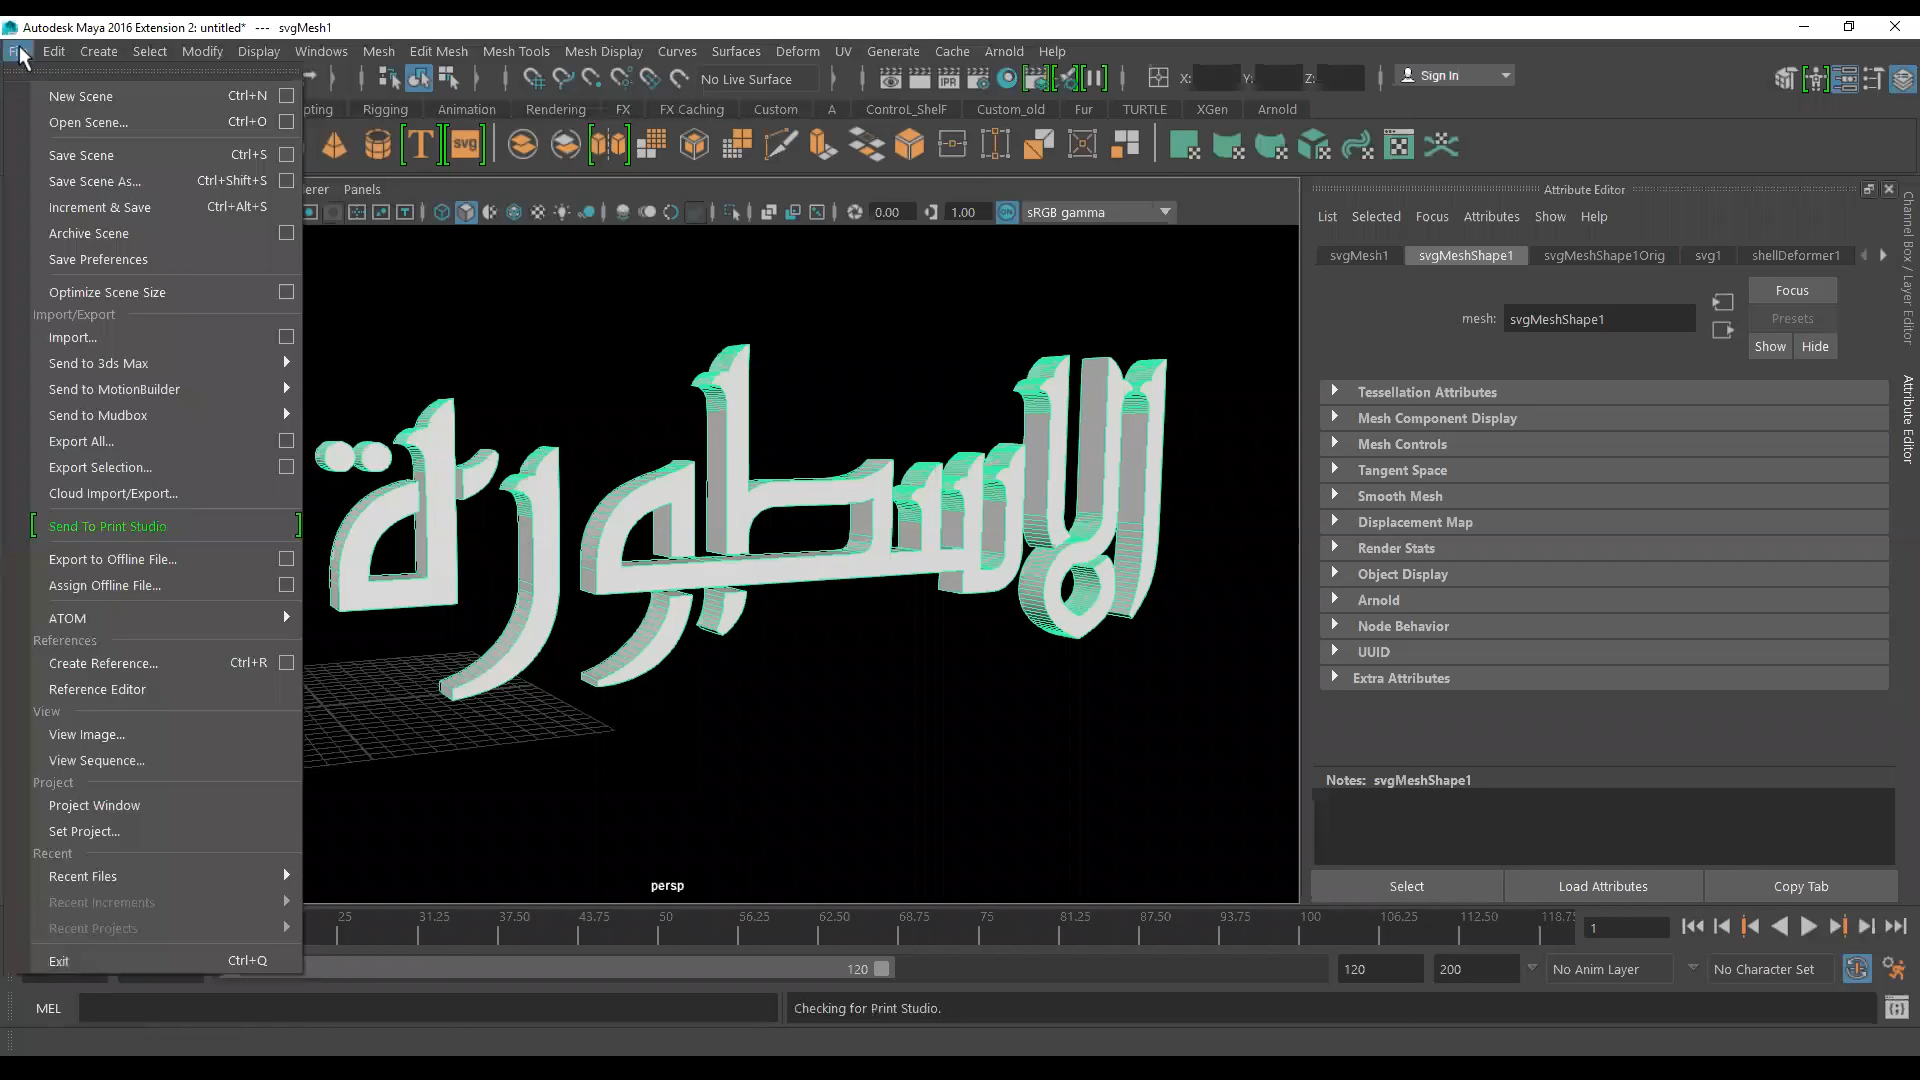 Autodesk Maya 2016 Extension 2: untitled* --- svgMesh1
Edit Create Select Modify Display Windows Mesh Edit Mesh Mesh Tools Mesh Display Curves Surfaces Deform UV Generate Cache Arnold Help
No Live Surface X: Y: Z: Sign In
Rigging Animation Rendering FX FX Caching Custom A ControL_ShelF Custom_old Fur TURTLE XGen Arnold
T svg
Panels
0.00 1.00 ON sRGB gamma
New Scene Ctrl+N
Open Scene... Ctrl+O
Save Scene Ctrl+S
Save Scene As... Ctrl+Shift+S
Increment & Save Ctrl+Alt+S
Archive Scene
Save Preferences
Optimize Scene Size
Import/Export
Import...
Send to 3ds Max
Send to MotionBuilder
Send to Mudbox
Export All...
Export Selection...
Cloud Import/Export...
Send To Print Studio
Export to Offline File...
Assign Offline File...
ATOM
References
Create Reference... Ctrl+R
Reference Editor
View
View Image...
View Sequence...
Project
Project Window
Set Project...
Recent
Recent Files
Recent Increments
Recent Projects
Exit Ctrl+Q
الاسطورة
persp
Attribute Editor
List Selected Focus Attributes Show Help
svgMesh1 svgMeshShape1 svgMeshShape1Orig svg1 shellDeformer1
Focus
mesh: svgMeshShape1 Presets
Show Hide
Tessellation Attributes
Mesh Component Display
Mesh Controls
Tangent Space
Smooth Mesh
Displacement Map
Render Stats
Object Display
Arnold
Node Behavior
UUID
Extra Attributes
Notes: svgMeshShape1
Select Load Attributes Copy Tab
Channel Box / Layer Editor
Attribute Editor
25 31.25 37.50 43.75 50 56.25 62.50 68.75 75 81.25 87.50 93.75 100 106.25 112.50 118.75 1
120 120 200 No Anim Layer No Character Set
MEL Checking for Print Studio.